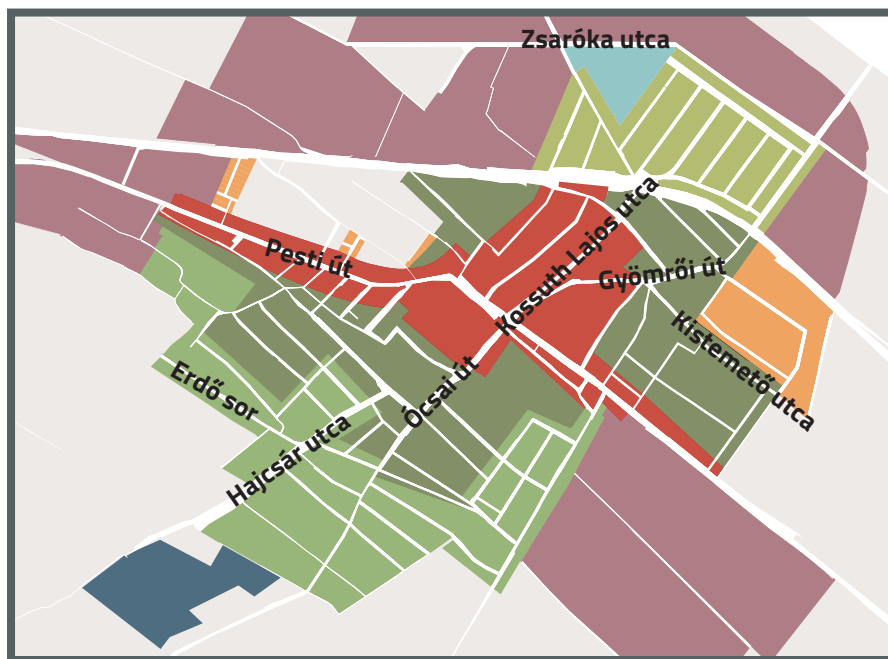 Zsaróka utca
Kossuth Lajos utca
Pesti út
Gyömrői út
Kistemető utca
Ócsai út
Erdő sor
Hajcsár utca